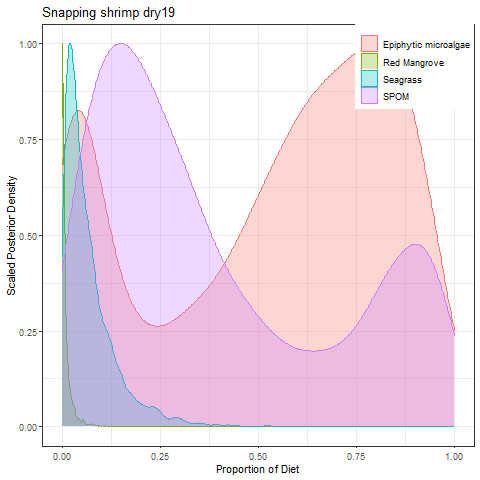 Snapping shrimp dry19
Epiphytic microalgae
Red Mangrove
Seagrass
SPOM
1.00
0.75
0.50
0.25
0.00
Scaled Posterior Density
0.00 0.25 0.50 0.75 1.00
Proportion of Diet